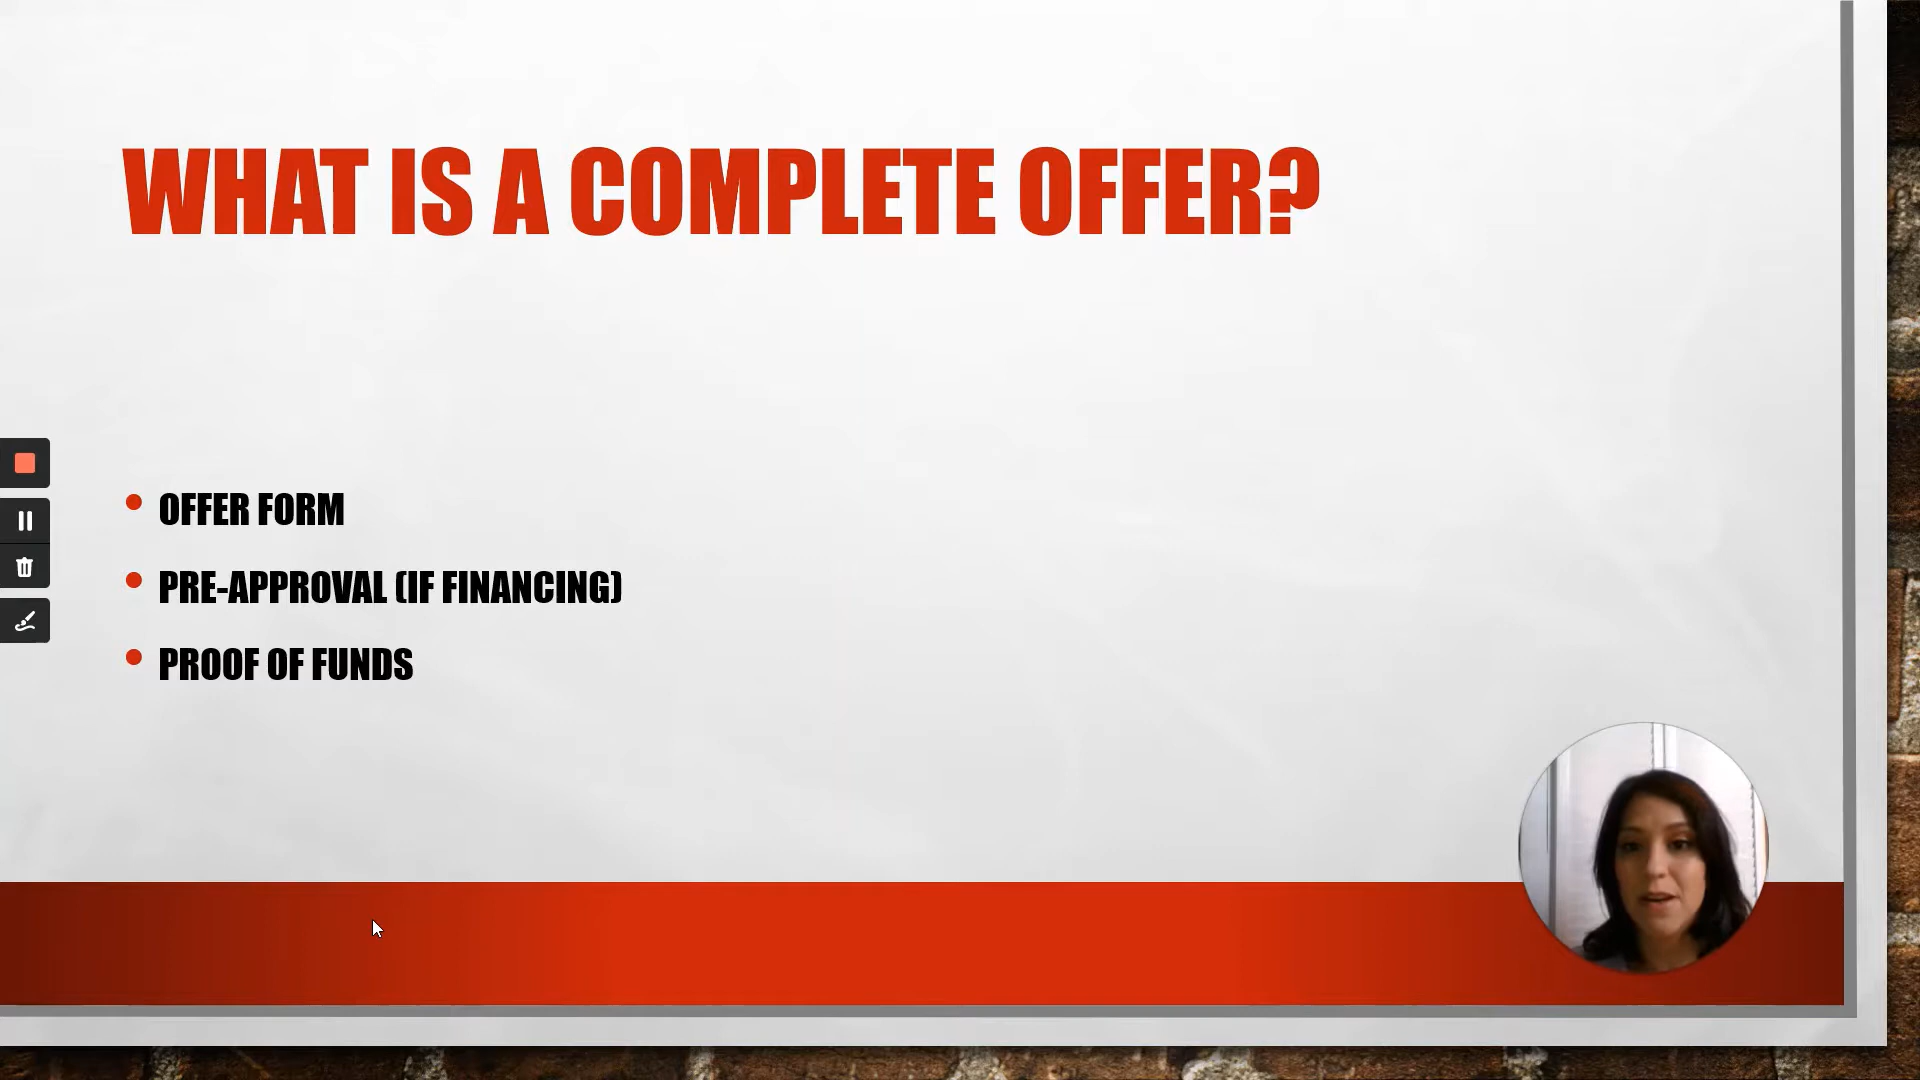 WHAT IS A COMPLETE OFFER?
OFFER FORM
PRE-APPROVAL (IF FINANCING)
PROOF OF FUNDS